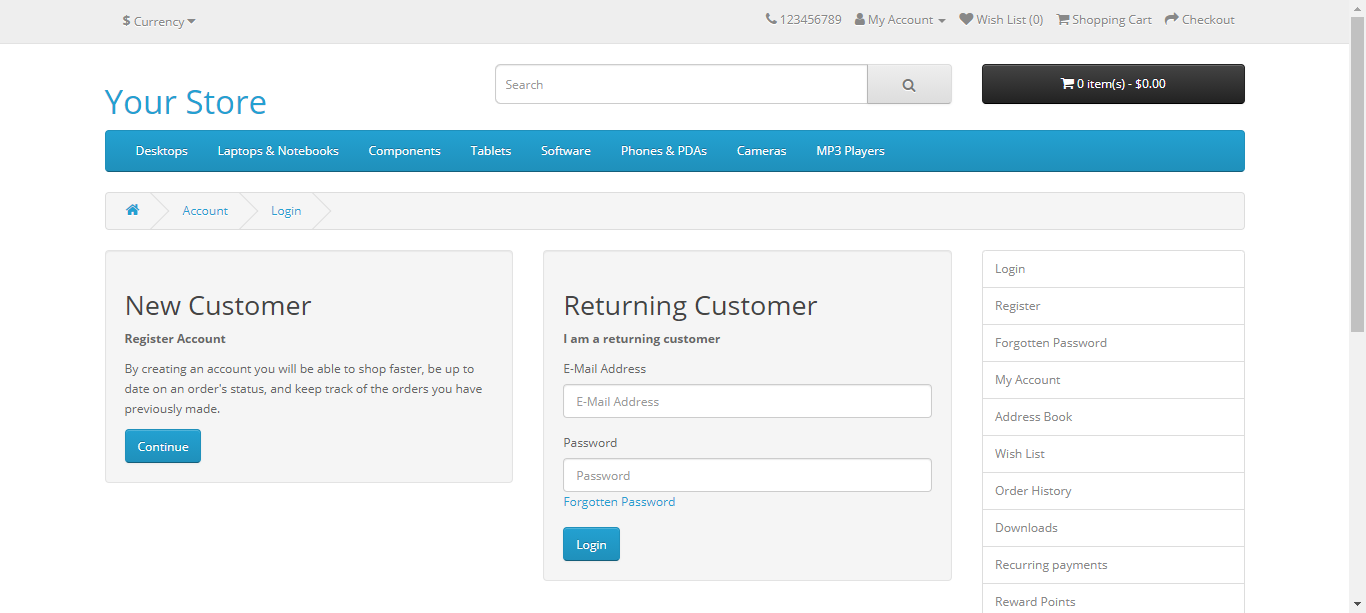 $ Currency
123456789 My Account Wish List (0) Shopping Cart Checkout
Your Store
Search
0 item(s) - $0.00
Desktops Laptops & Notebooks Components Tablets Software Phones & PDAs Cameras MP3 Players
Account Login
New Customer
Register Account
By creating an account you will be able to shop faster, be up to
date on an order's status, and keep track of the orders you have
previously made.
Continue
Returning Customer
I am a returning customer
E-Mail Address
E-Mail Address
Password
Password
Forgotten Password
Login
Login
Register
Forgotten Password
My Account
Address Book
Wish List
Order History
Downloads
Recurring payments
Reward Points